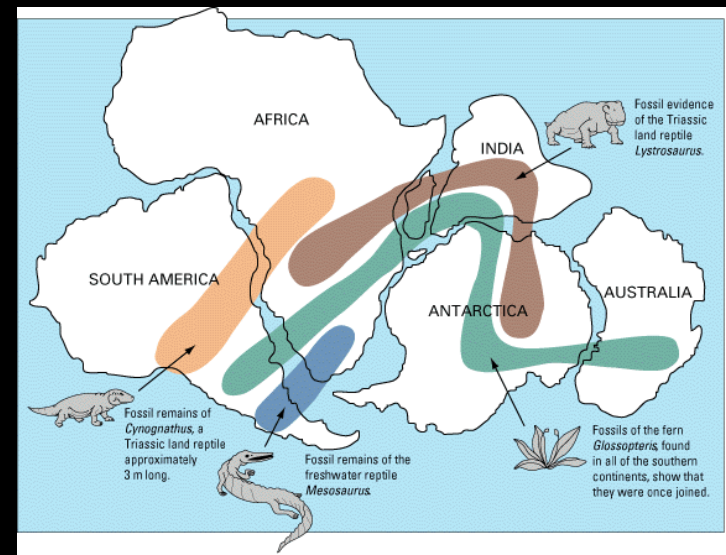 AFRICA
Fossil evidence
of the Triassic
land reptile
Lystrosaurus.
INDIA
SOUTH AMERICA
ANTARCTICA
AUSTRALIA
Fossil remains of
Cynognathus, a
Triassic land reptile
approximately
3 m long.
Fossil remains of the
freshwater reptile
Mesosaurus.
Fossils of the fern
Glossopteris, found
in all of the southern
continents, show that
they were once joined.